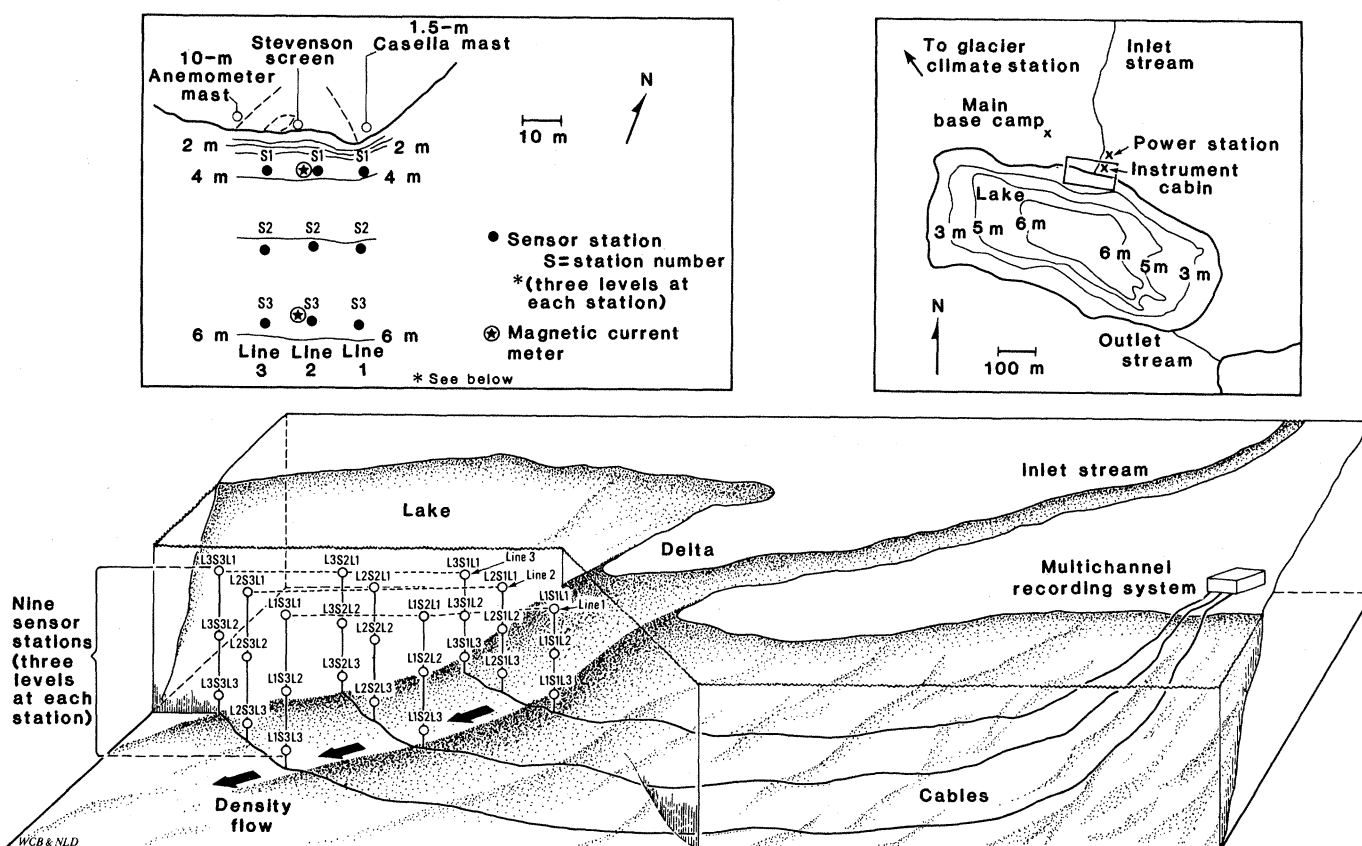 1.5-m
Casella mast
Stevenson
screen
10-m
Anemometer
mast
N
10 m
2 m
2 m
S1
S1
S1
4 m
4 m
S2
S2
S2
S3
S3
S3
6 m
6 m
Line
3
Line
2
Line
1
Sensor station
S=station number
*(three levels at
each station)
Magnetic current
meter
* See below
To glacier
climate station
Inlet
stream
Main
base camp
x
x
Power station
x
Instrument
cabin
Lake
3 m
5 m
6 m
6 m
5 m
3 m
N
100 m
Outlet
stream
Inlet stream
Lake
Delta
Multichannel
recording system
Nine
sensor
stations
(three
levels
at each
station)
L3S3L1
L3S2L1
L3S1L1
Line 3
L2S3L1
L2S2L1
L2S1L1
Line 2
L1S3L1
L1S2L1
L3S1L2
L1S1L1
Line1
L3S3L2
L3S2L2
L2S1L2
L2S3L2
L2S2L2
L3S1L3
L1S1L2
L3S3L3
L1S3L2
L3S2L3
L1S2L2
L2S1L3
L2S3L3
L2S2L3
L1S1L3
L1S3L3
L1S2L3
Density
flow
Cables
WCB & NLD